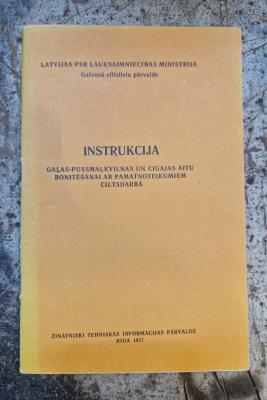 LATVIJAS PSR LAUKSAIMNIECĪBAS MINISTRIJA
Galvenā ciltslietu pārvalde
INSTRUKCIJA
GAĻAS-PUSSMALKVILNAS UN CIGAJAS AITU
BONITĒŠANAI AR PAMATNOTEIKUMIEM
CILTSDARBĀ
ZINĀTNISKI TEHNISKĀS INFORMĀCIJAS PĀRVALDE
RĪGĀ 1977